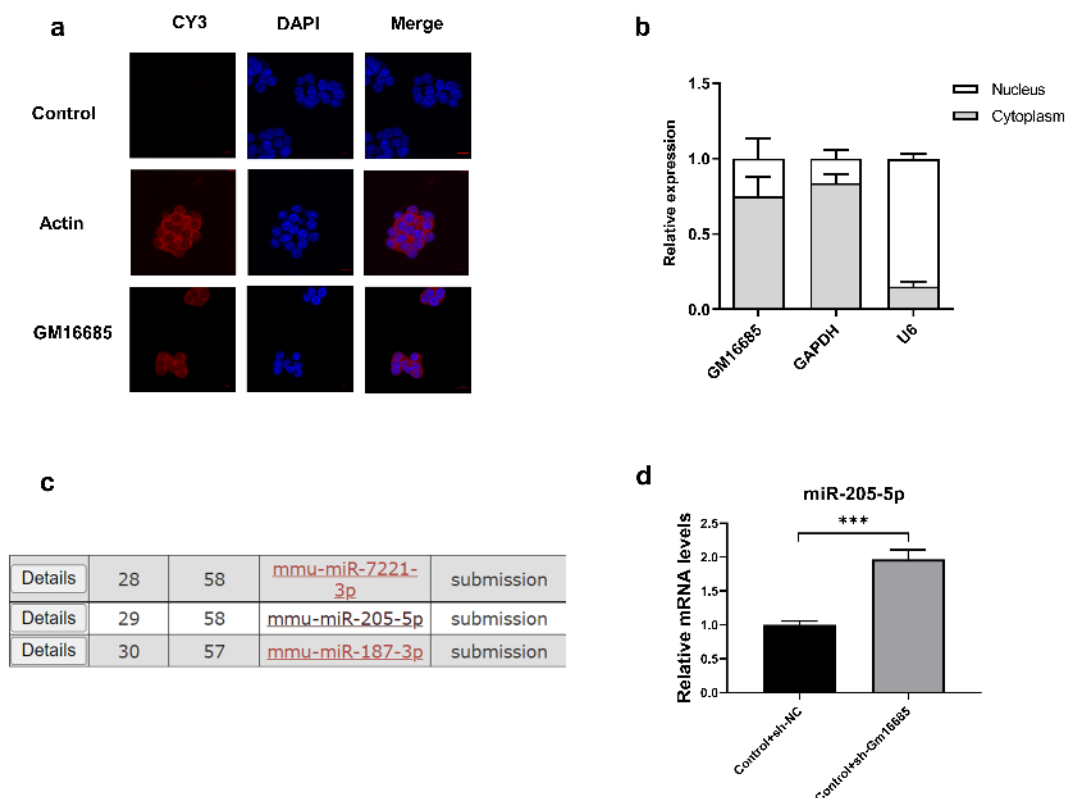 a
CY3 DAPI Merge
Control
Actin
GM16685
b
Nucleus
Cytoplasm
Relative expression
1.5
1.0
0.5
0.0
GM16685 GAPDH U6
c
Details 28 58 mmu-miR-7221-
3p submission
Details 29 58 mmu-miR-205-5p submission
Details 30 57 mmu-miR-187-3p submission
d
miR-205-5p
***
Relative mRNA levels
2.5
2.0
1.5
1.0
0.5
0.0
Control+sh-NC Control+sh-Gm16685